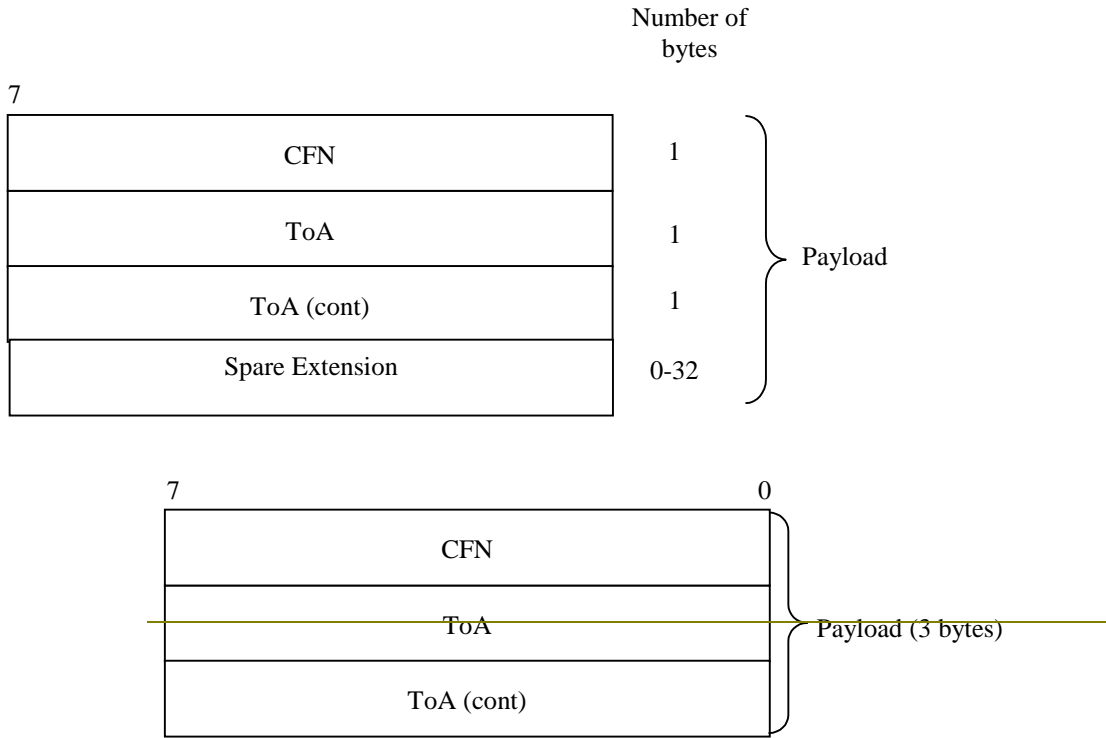 Number of
bytes
7
CFN 1
ToA 1
Payload
ToA (cont) 1
Spare Extension 0-32
7 0
CFN
ToA Payload (3 bytes)
ToA (cont)